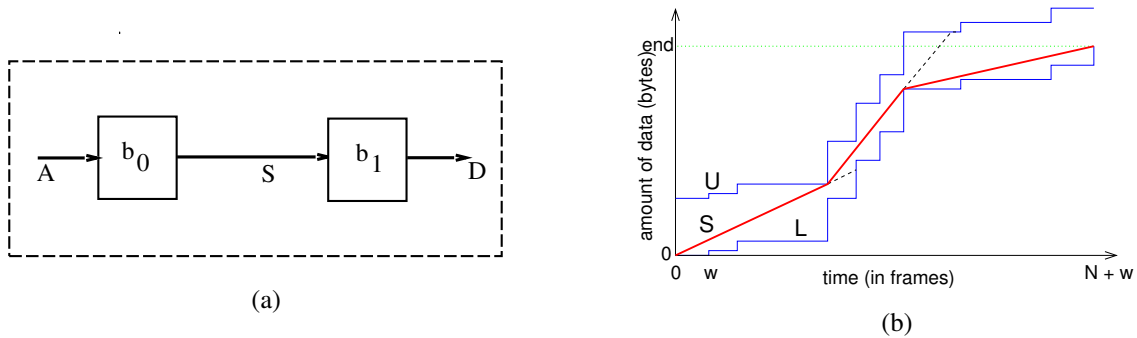 A
b0
S
b1
D
(a)
amount of data (bytes)
end
0
U
S
L
0
w
time (in frames)
N + w
(b)